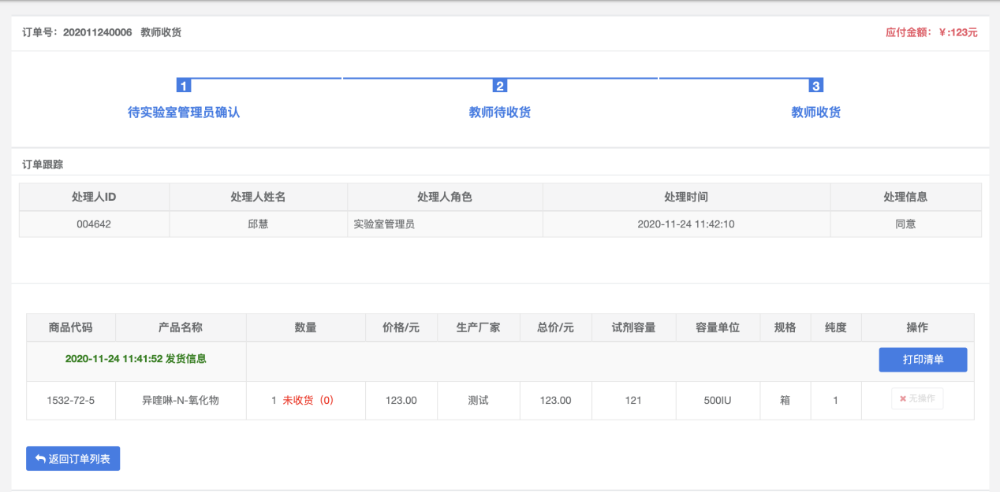 订单号：202011240006 教师收货 应付金额：￥:123元
1 2 3
待实验室管理员确认 教师待收货 教师收货
订单跟踪
处理人ID 处理人姓名 处理人角色 处理时间 处理信息
004642 邱慧 实验室管理员 2020-11-24 11:42:10 同意
商品代码 产品名称 数量 价格/元 生产厂家 总价/元 试剂容量 容量单位 规格 纯度 操作
2020-11-24 11:41:52 发货信息 打印清单
1532-72-5 异喹啉-N-氧化物 1 未收货（0） 123.00 测试 123.00 121 500IU 箱 1 无操作
返回订单列表